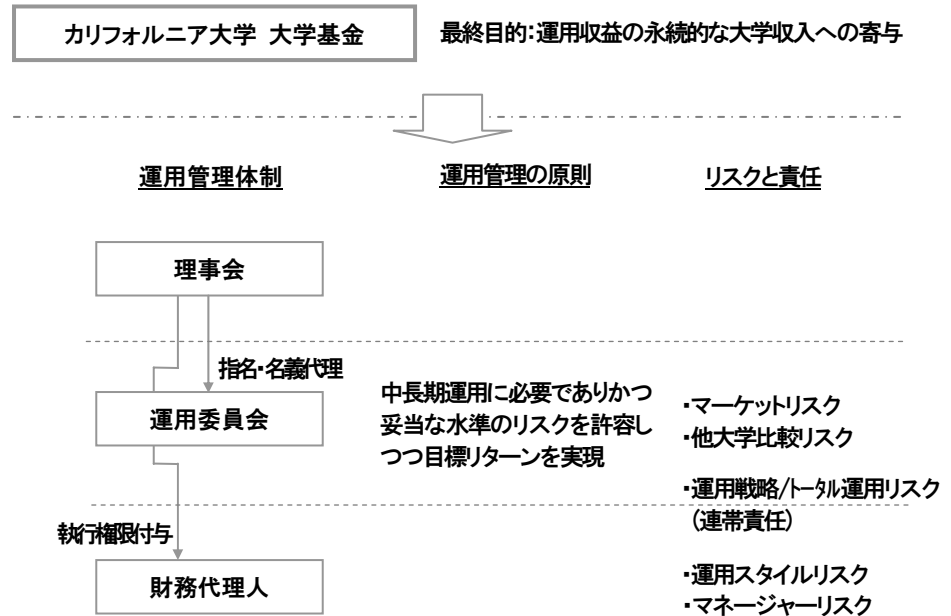 カリフォルニア大学 大学基金
最終目的：運用収益の永続的な大学収入への寄与
運用管理体制
運用管理の原則
リスクと責任
理事会
指名・名義代理
運用委員会
中長期運用に必要でありかつ
妥当な水準のリスクを許容し
つつ目標リターンを実現
・マーケットリスク
・他大学比較リスク
・運用戦略/ﾄｰﾀﾙ運用リスク
（連帯責任）
執行権限付与
財務代理人
・運用スタイルリスク
・マネージャーリスク